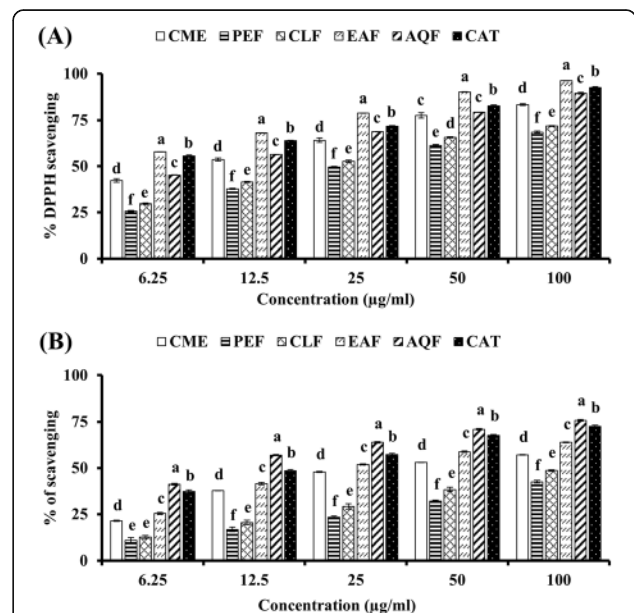 (A)
CME PEF CLF EAF AQF CAT
% DPPH scavenging
100
75
50
25
0
d f e a c b
d f e a c b
d f e a c b
c f e a c b
d f e a c b
6.25 12.5 25 50 100
Concentration (µg/ml)
(B)
CME PEF CLF EAF AQF CAT
% of scavenging
100
75
50
25
0
d e e c a b
d f e c a b
d f e c a b
d f e c a b
d f e c a b
6.25 12.5 25 50 100
Concentration (µg/ml)